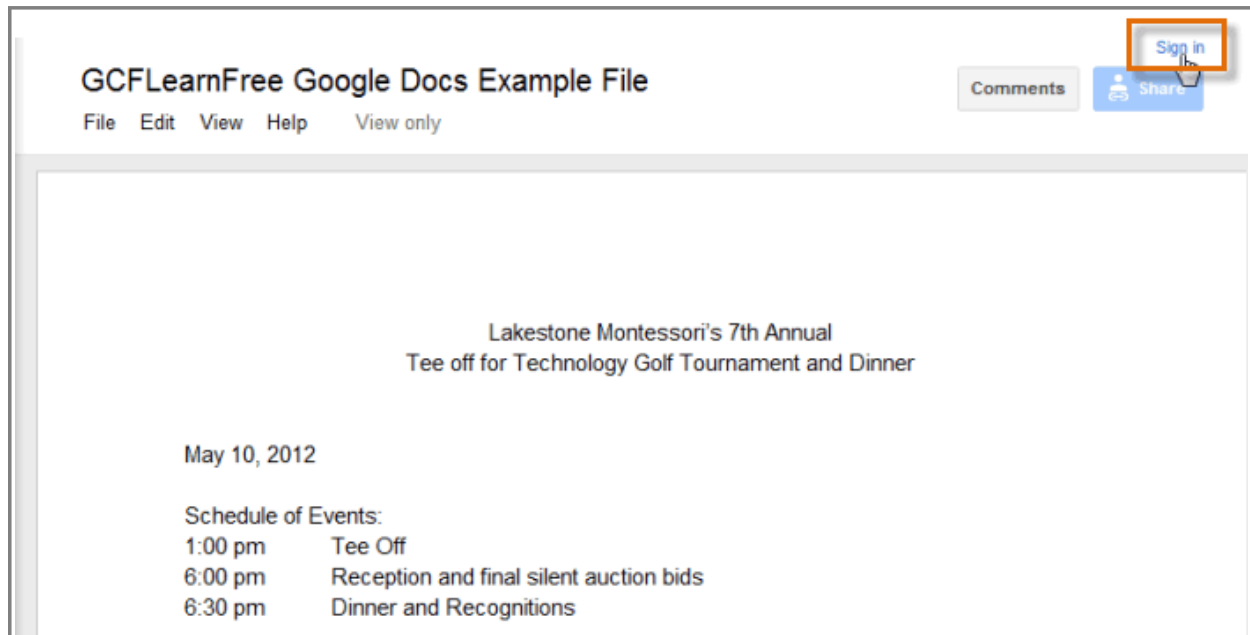 Sign in
GCFLearnFree Google Docs Example File
Comments
Share
File Edit View Help View only
Lakestone Montessori's 7th Annual
Tee off for Technology Golf Tournament and Dinner
May 10, 2012
Schedule of Events:
1:00 pm Tee Off
6:00 pm Reception and final silent auction bids
6:30 pm Dinner and Recognitions